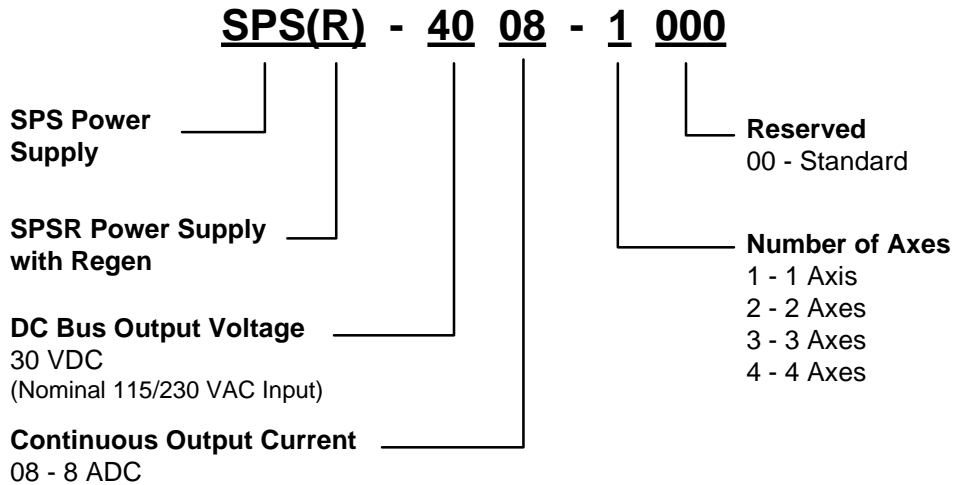 SPS(R) - 40 08 - 1 000
SPS Power
Supply
SPSR Power Supply
with Regen
DC Bus Output Voltage
30 VDC
(Nominal 115/230 VAC Input)
Continuous Output Current
08 - 8 ADC
Reserved
00 - Standard
Number of Axes
1 - 1 Axis
2 - 2 Axes
3 - 3 Axes
4 - 4 Axes